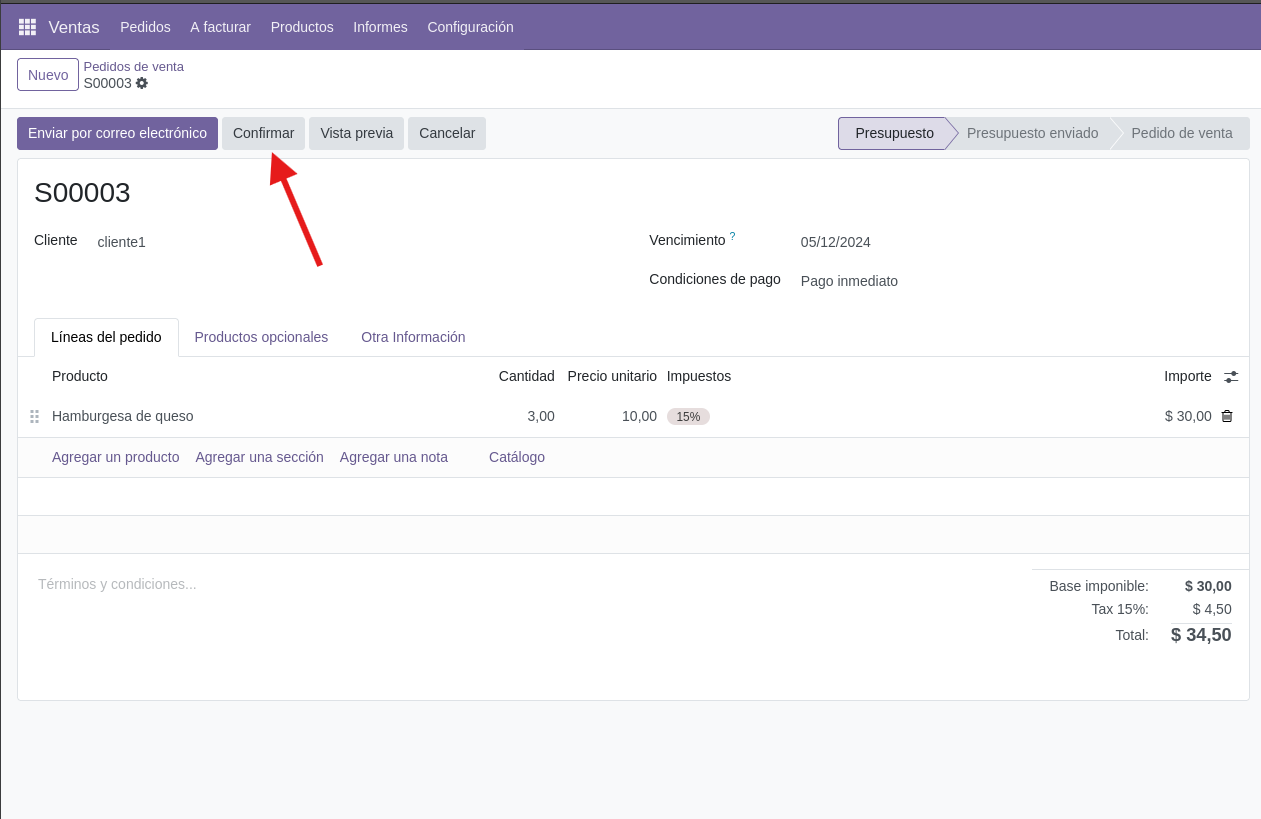 Ventas Pedidos A facturar Productos Informes Configuración
Nuevo Pedidos de venta
S00003
Enviar por correo electrónico Confirmar Vista previa Cancelar Presupuesto Presupuesto enviado Pedido de venta
S00003
Cliente cliente1 Vencimiento ? 05/12/2024
Condiciones de pago Pago inmediato
Líneas del pedido Productos opcionales Otra Información
Producto Cantidad Precio unitario Impuestos Importe
Hamburgesa de queso 3,00 10,00 15% $ 30,00
Agregar un producto Agregar una sección Agregar una nota Catálogo
Términos y condiciones... Base imponible: $ 30,00
Tax 15%: $ 4,50
Total: $ 34,50